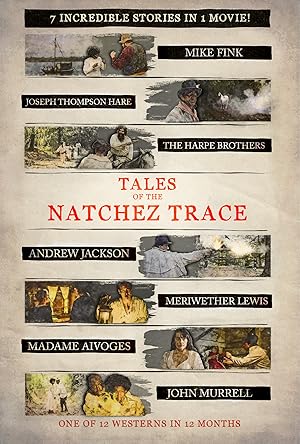 7 INCREDIBLE STORIES IN 1 MOVIE!
MIKE FINK
JOSEPH THOMPSON HARE
THE HARPE BROTHERS
TALES
OF THE
NATCHEZ TRACE
ANDREW JACKSON
MERIWETHER LEWIS
MADAME AIVOGES
JOHN MURRELL
ONE OF 12 WESTERNS IN 12 MONTHS